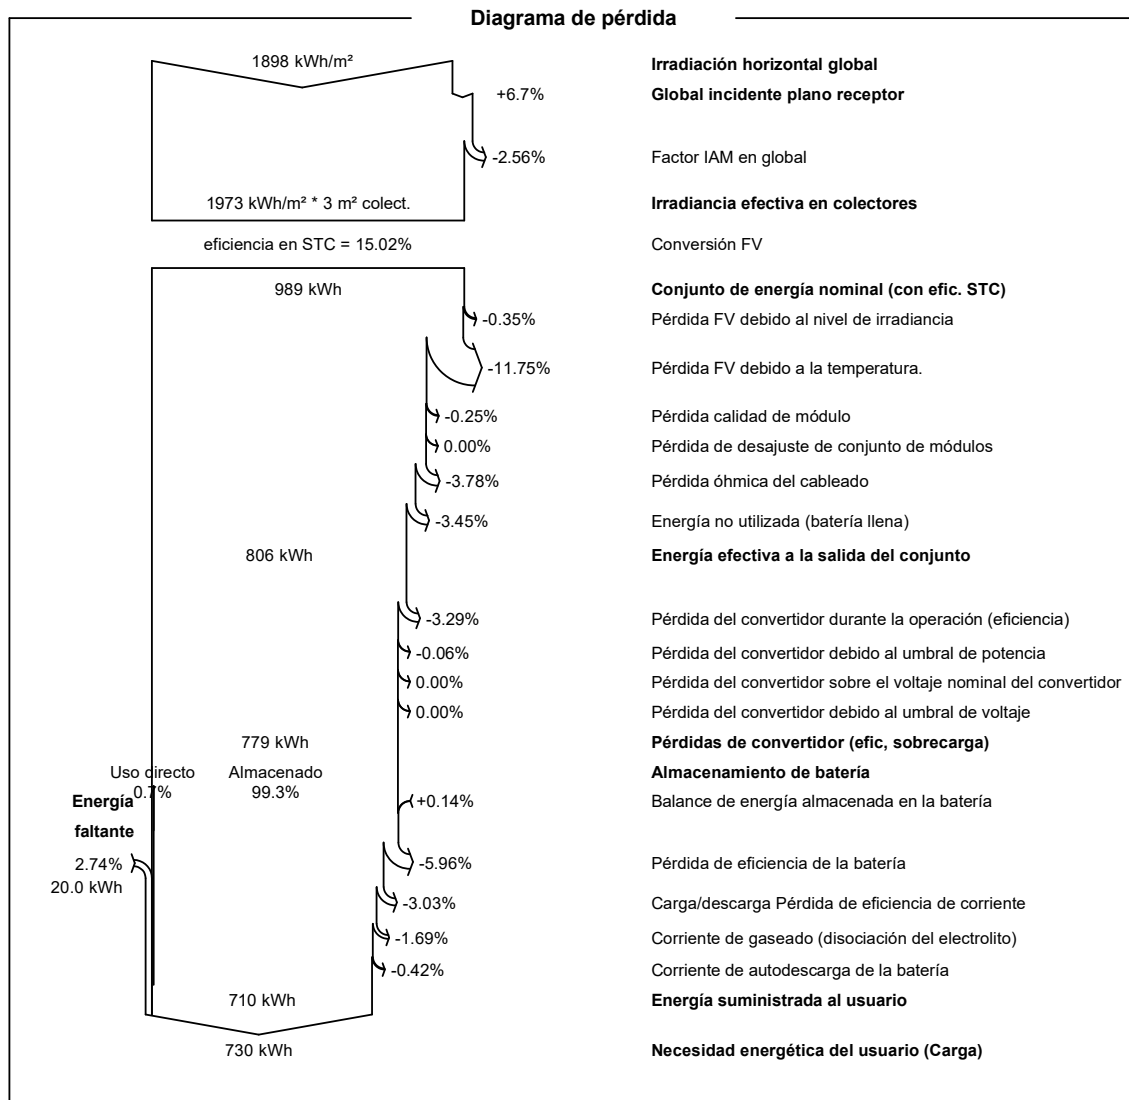 Diagrama de pérdida
1898 kWh/m²
Irradiación horizontal global
+6.7%
Global incidente plano receptor
-2.56%
Factor IAM en global
1973 kWh/m² * 3 m² colect.
Irradiancia efectiva en colectores
eficiencia en STC = 15.02%
Conversión FV
989 kWh
Conjunto de energía nominal (con efic. STC)
-0.35%
Pérdida FV debido al nivel de irradiancia
-11.75%
Pérdida FV debido a la temperatura.
-0.25%
Pérdida calidad de módulo
0.00%
Pérdida de desajuste de conjunto de módulos
-3.78%
Pérdida óhmica del cableado
-3.45%
Energía no utilizada (batería llena)
806 kWh
Energía efectiva a la salida del conjunto
-3.29%
Pérdida del convertidor durante la operación (eficiencia)
-0.06%
Pérdida del convertidor debido al umbral de potencia
0.00%
Pérdida del convertidor sobre el voltaje nominal del convertidor
0.00%
Pérdida del convertidor debido al umbral de voltaje
779 kWh
Pérdidas de convertidor (efic, sobrecarga)
Uso directo
Almacenado
Almacenamiento de batería
0.7%
99.3%
Energía
faltante
+0.14%
Balance de energía almacenada en la batería
2.74%
20.0 kWh
-5.96%
Pérdida de eficiencia de la batería
-3.03%
Carga/descarga Pérdida de eficiencia de corriente
-1.69%
Corriente de gaseado (disociación del electrolito)
-0.42%
Corriente de autodescarga de la batería
710 kWh
Energía suministrada al usuario
730 kWh
Necesidad energética del usuario (Carga)